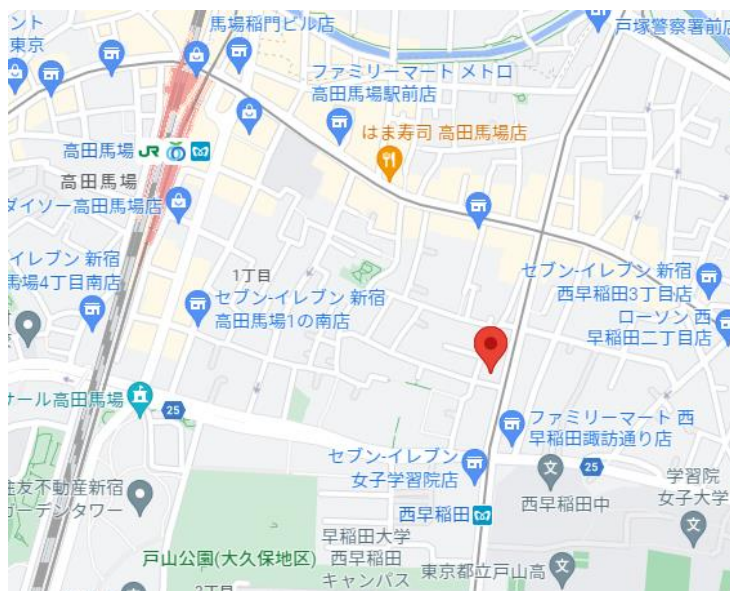 ント
東京
馬場稲門ビル店
戸塚警察署前店
ファミリーマート メトロ
高田馬場駅前店
はま寿司 高田馬場店
高田馬場 JR
高田馬場
ダイソー高田馬場店
イレブン 新宿
馬場4丁目南店
1丁目
セブン-イレブン 新宿
高田馬場1の南店
セブン-イレブン 新宿
西早稲田3丁目店
ローソン 西
早稲田二丁目店
ナール高田馬場
25
ファミリーマート 西
早稲田諏訪通り店
セブン-イレブン
女子学習院店
25
文
西早稲田中
学習院
女子大学
文
住友不動産新宿
ガーデンタワー
西早稲田
戸山公園(大久保地区)
早稲田大学
西早稲田
キャンパス
東京都立戸山高
文